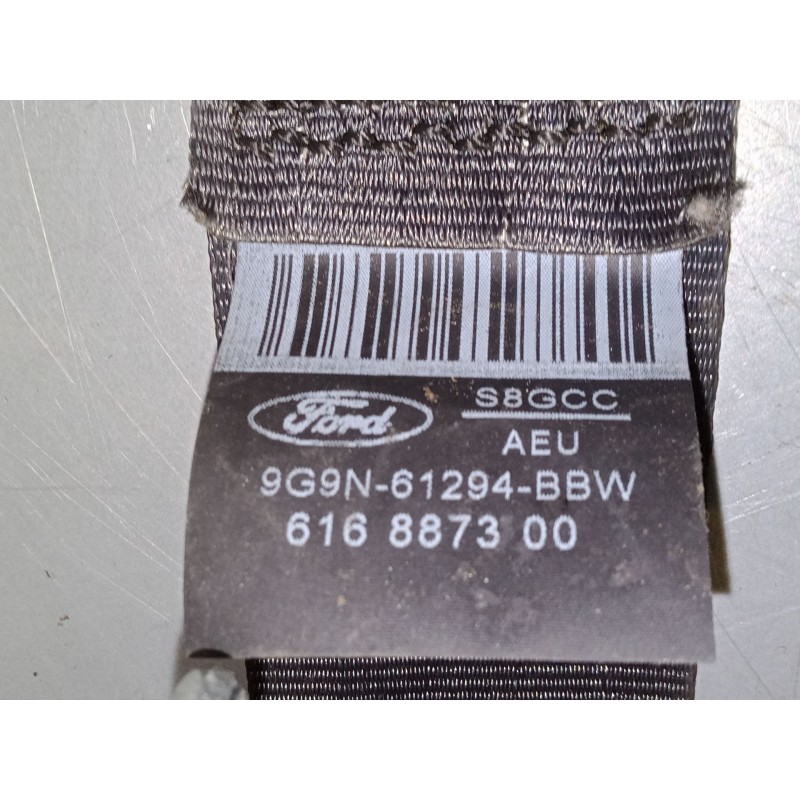 Ford
S8GCC
AEU
9G9N-61294-BBW
616 8873 00